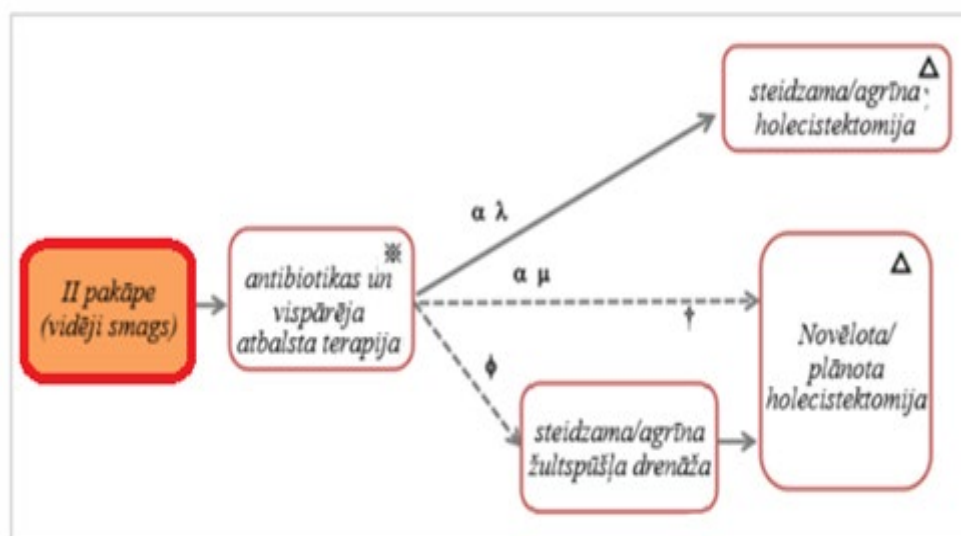 △
steidzama/agrīna
holecistektomija
α λ
II pakāpe
(vidēji smags)
※
antibiotikas un
vispārēja
atbalsta terapija
α μ
†
△
Novēlota/
plānota
holecistektomija
ϕ
steidzama/agrīna
žultspūšļa drenāža